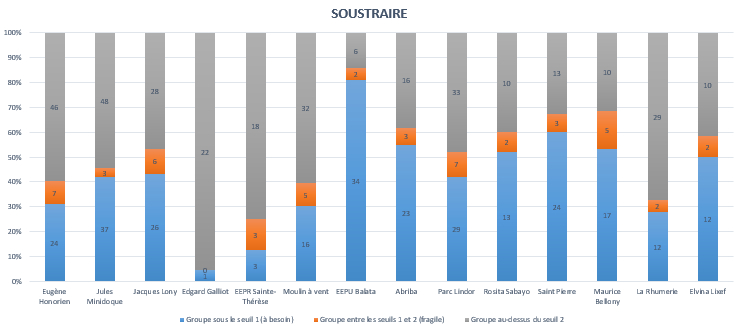 SOUSTRAIRE
100%
90%
80%
70%
60%
50%
40%
30%
20%
10%
0%
46 48 28 22 18 32 6 16 33 10 13 10 29 10
7 3 6 0 3 5 2 3 7 2 3 5 2 2
24 37 26 1 3 16 34 23 29 13 24 17 12 12
Eugène Honorien
Jules Minidoque
Jacques Lony
Edgard Galliot
EEPR Sainte-Thérèse
Moulin à vent
EEPU Balata
Abriba
Parc Lindor
Rosita Sabayo
Saint Pierre
Maurice Bellony
La Rhumerie
Elvina Lixef
Groupe sous le seuil 1 (à besoin)
Groupe entre les seuils 1 et 2 (fragile)
Groupe au-dessus du seuil 2